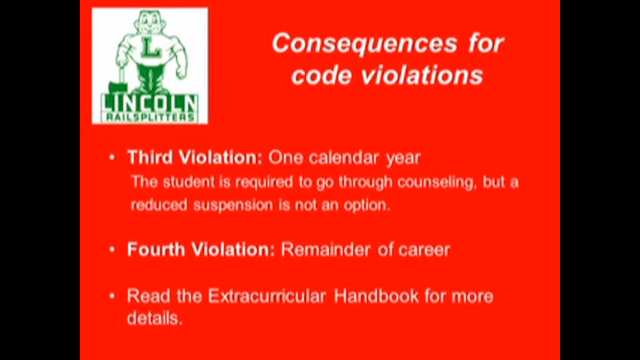 L
LINCOLN
RAILSPLITTERS
Consequences for
code violations
• Third Violation: One calendar year
The student is required to go through counseling, but a
reduced suspension is not an option.
• Fourth Violation: Remainder of career
• Read the Extracurricular Handbook for more
details.